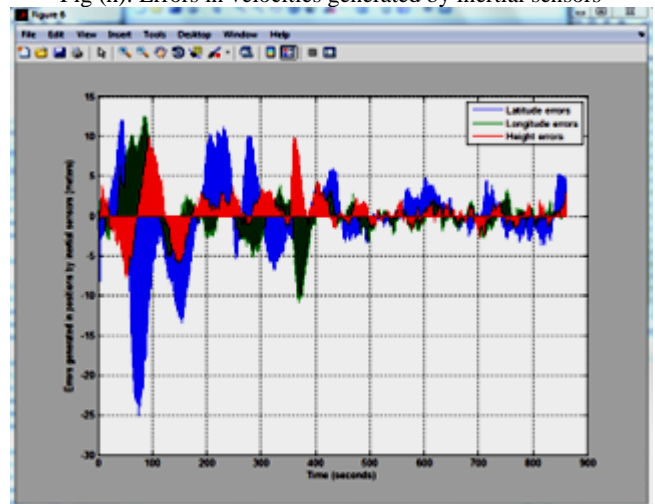 Fig (n): Errors in velocities generated by inertial sensors
Figure 6
File Edit View Insert Tools Desktop Window Help
Latitude errors
Longitude errors
Height errors
Errors generated in positions by inertial sensors (meters)
15
10
5
0
-5
-10
-15
-20
-25
-30
0 100 200 300 400 500 600 700 800 900
Time (seconds)